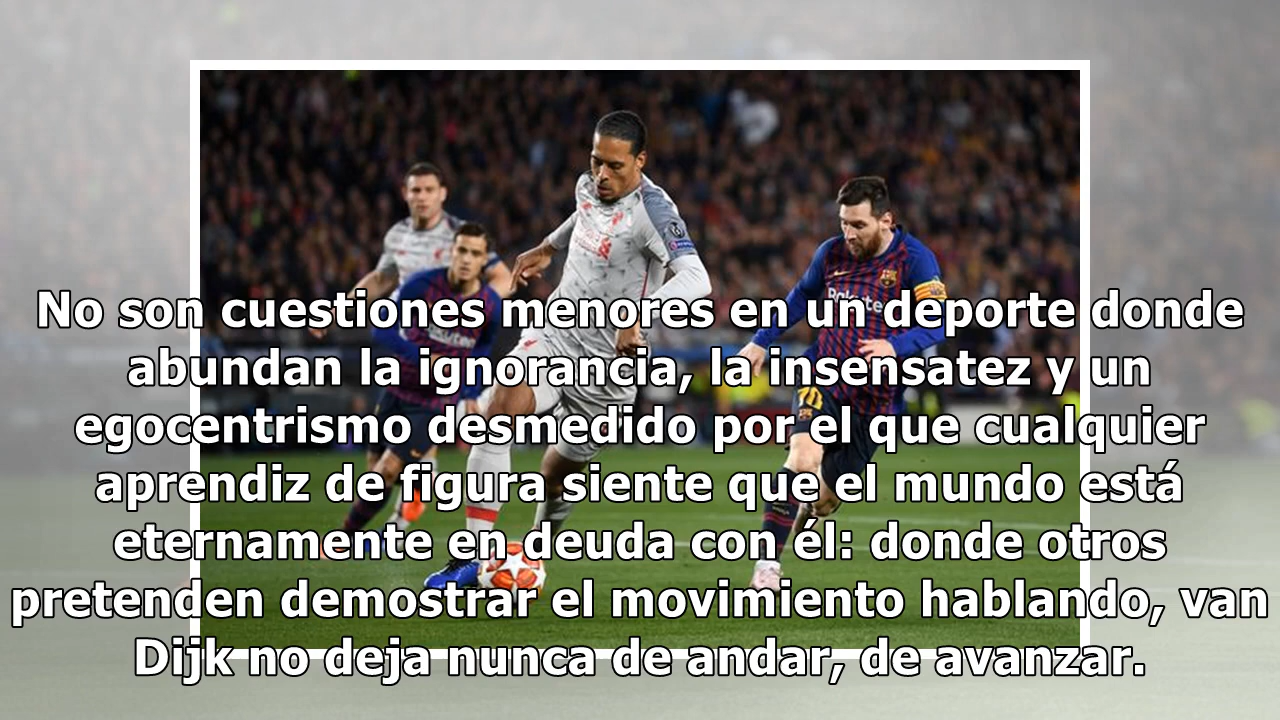 No son cuestiones menores en un deporte donde
abundan la ignorancia, la insensatez y un
egocentrismo desmedido por el que cualquier
aprendiz de figura siente que el mundo está
eternamente en deuda con él: donde otros
pretenden demostrar el movimiento hablando, van
Dijk no deja nunca de andar, de avanzar.
Rakuten
10